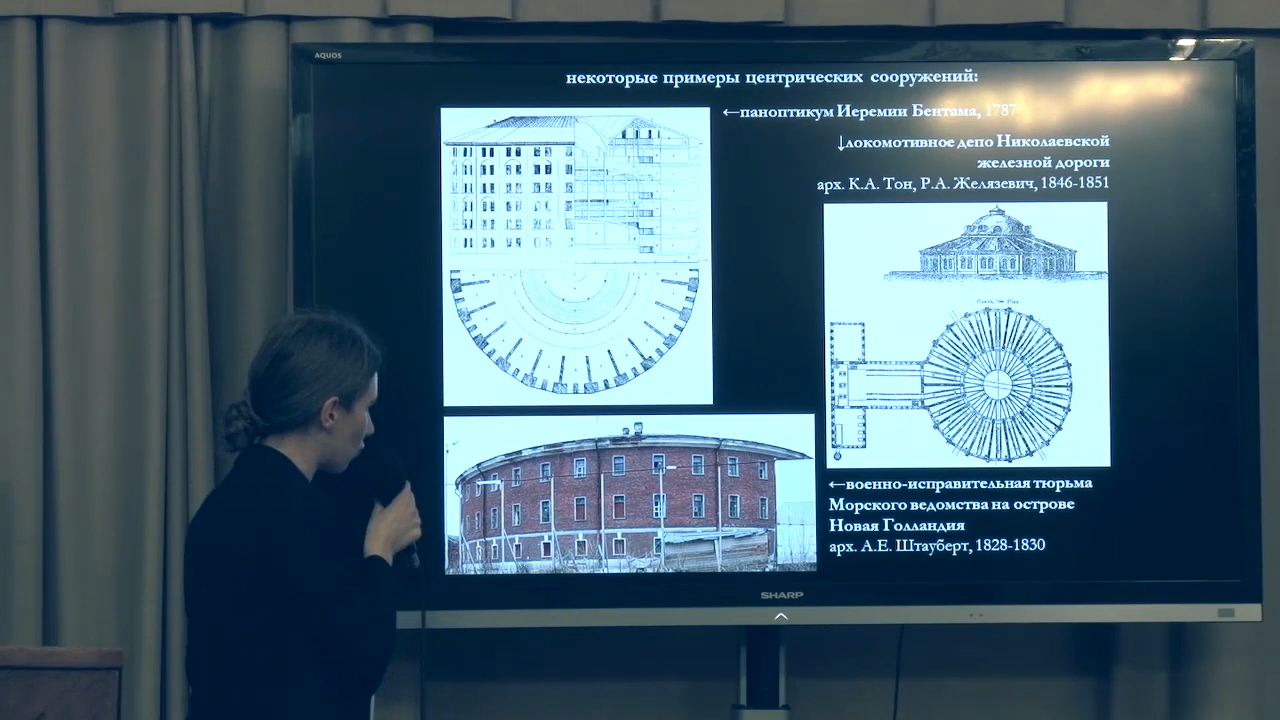 AQUOS
некоторые примеры центрических сооружений:
←паноптикум Иеремии Бентама, 1787
↓локомотивное депо Николаевской
железной дороги
арх. К.А. Тон, Р.А. Желязевич, 1846-1851
←военно-исправительная тюрьма
Морского ведомства на острове
Новая Голландия
арх. А.Е. Штауберт, 1828-1830
SHARP